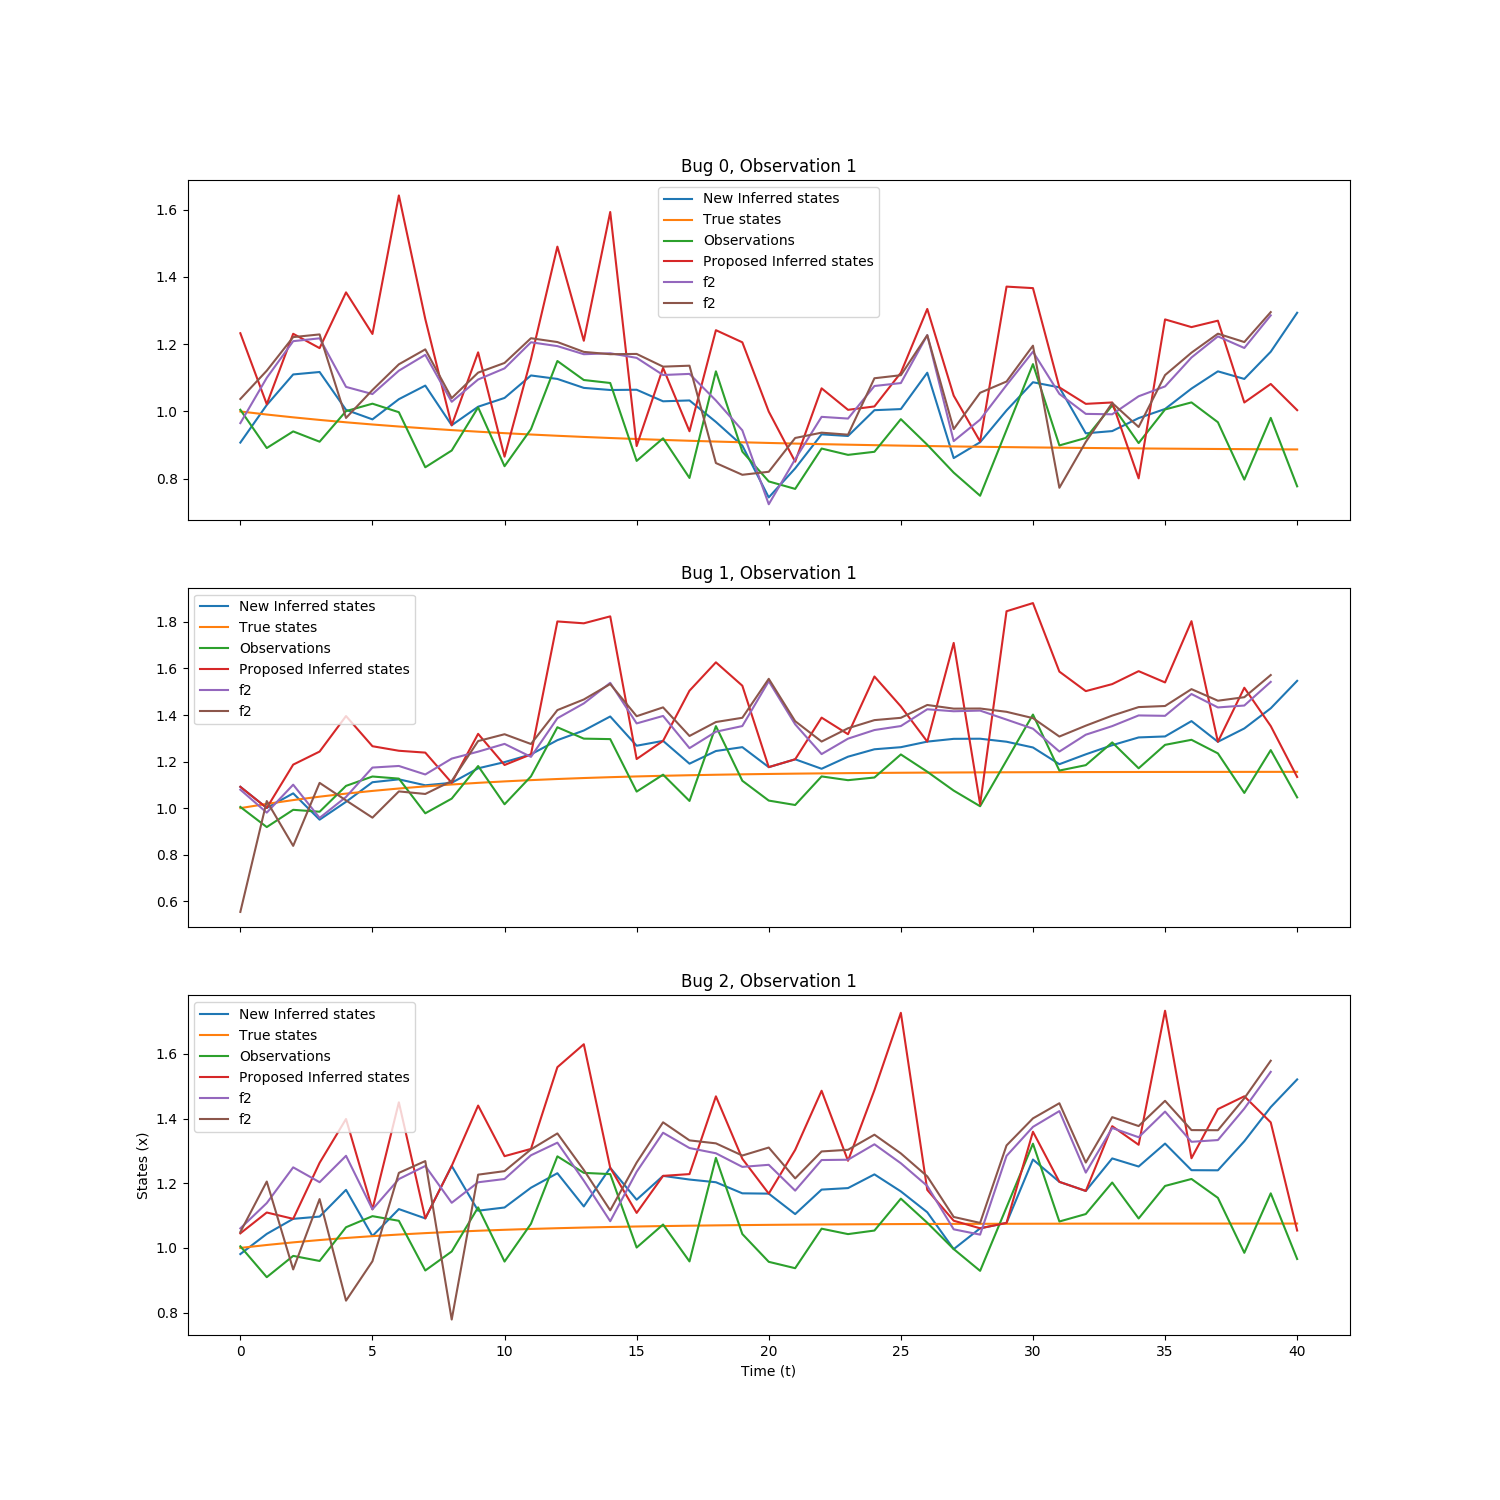 Bug 0, Observation 1
New Inferred states
True states
Observations
Proposed Inferred states
f2
f2
1.6
1.4
1.2
1.0
0.8
Bug 1, Observation 1
New Inferred states
True states
Observations
Proposed Inferred states
f2
f2
1.8
1.6
1.4
1.2
1.0
0.8
0.6
Bug 2, Observation 1
New Inferred states
True states
Observations
Proposed Inferred states
f2
f2
States (x)
1.6
1.4
1.2
1.0
0.8
0 5 10 15 20 25 30 35 40
Time (t)